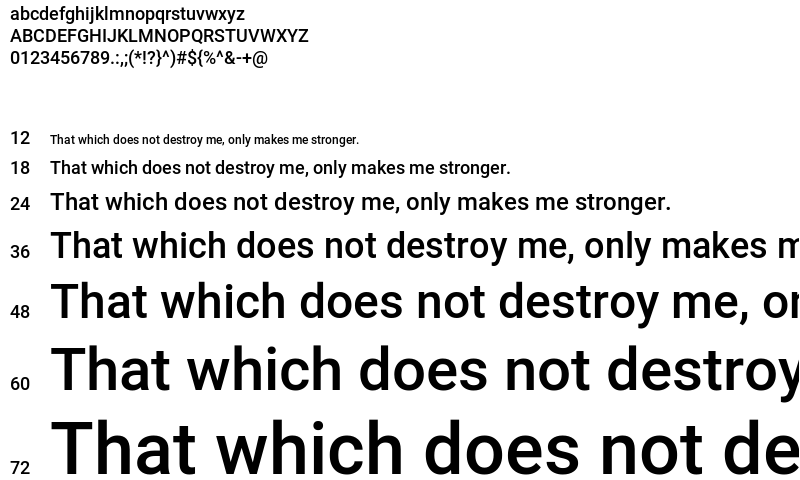 abcdefghijklmnopqrstuvwxyz
ABCDEFGHIJKLMNOPQRSTUVWXYZ
0123456789.:,;(*!?}^)#${%^&-+@
12 That which does not destroy me, only makes me stronger.
18 That which does not destroy me, only makes me stronger.
24 That which does not destroy me, only makes me stronger.
36 That which does not destroy me, only makes m
48 That which does not destroy me, or
60 That which does not destroy
72 That which does not de